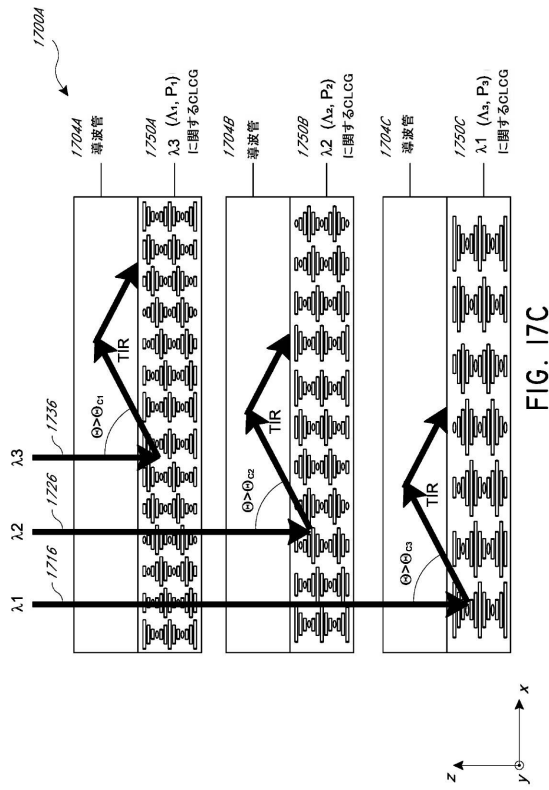 1700A
λ1
λ2
λ3
1716
1726
1736
1704A
導波管
1750A
λ3 (Λ₁, P₁)
に関するCLCG
Θ>Θc1
TIR
1704B
導波管
1750B
λ2 (Λ₂, P₂)
に関するCLCG
Θ>Θc2
TIR
1704C
導波管
1750C
λ1 (Λ₃, P₃)
に関するCLCG
Θ>Θc3
TIR
z
y
x
FIG. 17C